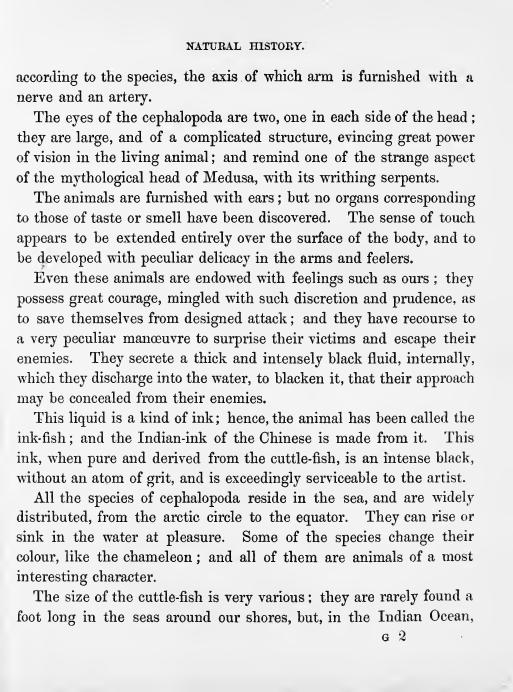 NATURAL HISTORY.
according to the species, the axis of which arm is furnished with a
nerve and an artery.
The eyes of the cephalopoda are two, one in each side of the head ;
they are large, and of a complicated structure, evincing great power
of vision in the living animal ; and remind one of the strange aspect
of the mythological head of Medusa, with its writhing serpents.
The animals are furnished with ears ; but no organs corresponding
to those of taste or smell have been discovered. The sense of touch
appears to be extended entirely over the surface of the body, and to
be developed with peculiar delicacy in the arms and feelers.
Even these animals are endowed with feelings such as ours ; they
possess great courage, mingled with such discretion and prudence, as
to save themselves from designed attack ; and they have recourse to
a very peculiar manœuvre to surprise their victims and escape their
enemies. They secrete a thick and intensely black fluid, internally,
which they discharge into the water, to blacken it, that their approach
may be concealed from their enemies.
This liquid is a kind of ink ; hence, the animal has been called the
ink-fish ; and the Indian-ink of the Chinese is made from it. This
ink, when pure and derived from the cuttle-fish, is an intense black,
without an atom of grit, and is exceedingly serviceable to the artist.
All the species of cephalopoda reside in the sea, and are widely
distributed, from the arctic circle to the equator. They can rise or
sink in the water at pleasure. Some of the species change their
colour, like the chameleon ; and all of them are animals of a most
interesting character.
The size of the cuttle-fish is very various ; they are rarely found a
foot long in the seas around our shores, but, in the Indian Ocean,
G 2